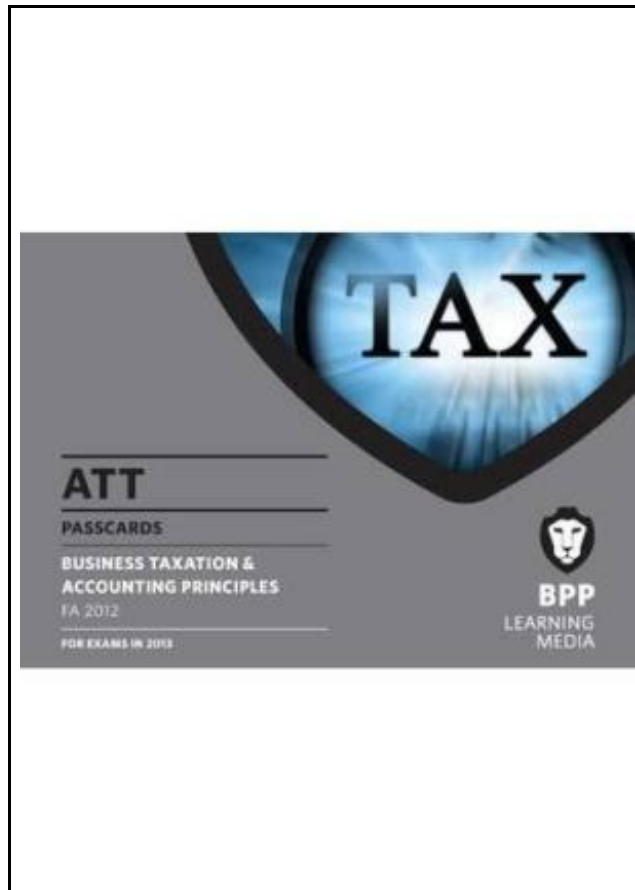 TAX
ATT
PASSCARDS
BUSINESS TAXATION &
ACCOUNTING PRINCIPLES
FA 2012
FOR EXAMS IN 2013
BPP
LEARNING
MEDIA